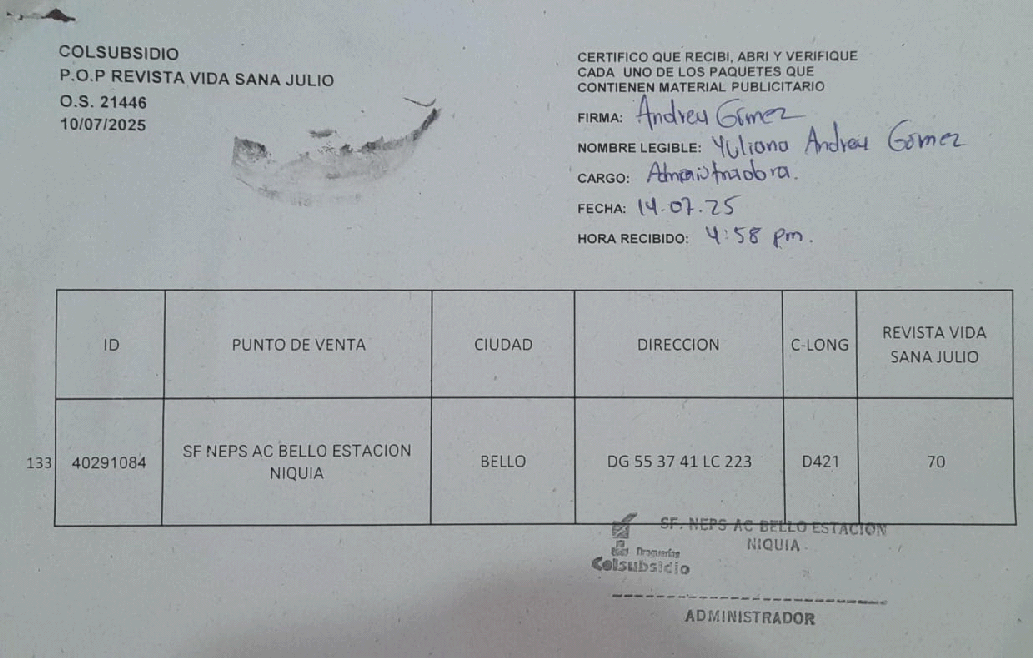 COLSUBSIDIO
P.O.P REVISTA VIDA SANA JULIO
O.S. 21446
10/07/2025
CERTIFICO QUE RECIBI, ABRI Y VERIFIQUE
CADA UNO DE LOS PAQUETES QUE
CONTIENEN MATERIAL PUBLICITARIO
FIRMA: Andreu Gómez
NOMBRE LEGIBLE: Yuliana Andreu Gómez
CARGO: Administradora.
FECHA: 14.07.25
HORA RECIBIDO: 4:58 pm.
ID PUNTO DE VENTA CIUDAD DIRECCION C-LONG REVISTA VIDA
SANA JULIO
133 40291084 SF NEPS AC BELLO ESTACION
NIQUIA BELLO DG 55 37 41 LC 223 D421 70
SF. NEPS AC BELLO ESTACION
NIQUIA
Droguerías
Colsubsidio
ADMINISTRADOR